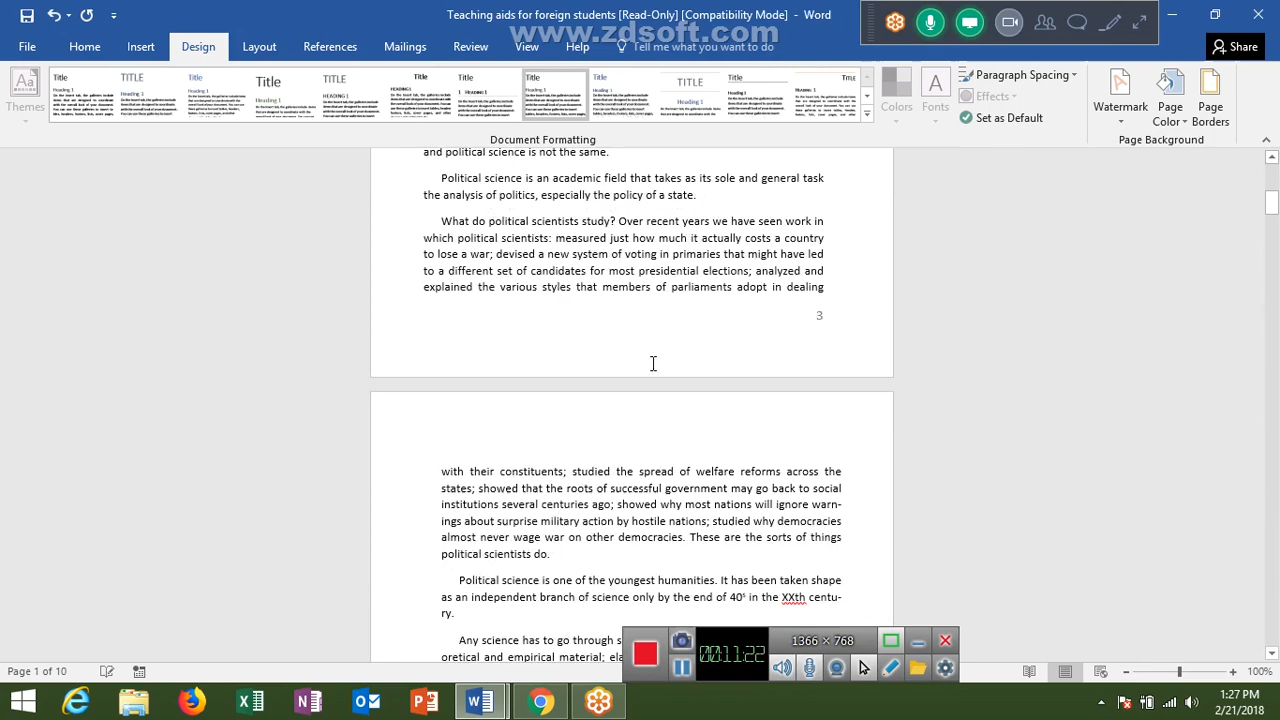 Teaching aids for foreign students [Read-Only] [Compatibility Mode] - Word
www.zdsoft.com
File Home Insert Design Layout References Mailings Review View Help Tell me what you want to do Share
Themes
Title
Heading 1
Colors
Fonts
Paragraph Spacing
Effects
Set as Default
Watermark
Page Color
Page Borders
Document Formatting
Page Background
and political science is not the same.
Political science is an academic field that takes as its sole and general task
the analysis of politics, especially the policy of a state.
What do political scientists study? Over recent years we have seen work in
which political scientists: measured just how much it actually costs a country
to lose a war; devised a new system of voting in primaries that might have led
to a different set of candidates for most presidential elections; analyzed and
explained the various styles that members of parliaments adopt in dealing
3
with their constituents; studied the spread of welfare reforms across the
states; showed that the roots of successful government may go back to social
institutions several centuries ago; showed why most nations will ignore warn-
ings about surprise military action by hostile nations; studied why democracies
almost never wage war on other democracies. These are the sorts of things
political scientists do.
Political science is one of the youngest humanities. It has been taken shape
as an independent branch of science only by the end of 40s in the XXth centu-
ry.
Any science has to go through s
oretical and empirical material; ela
00:11:22
1366 × 768
Page 1 of 10
100%
1:27 PM
2/21/2018